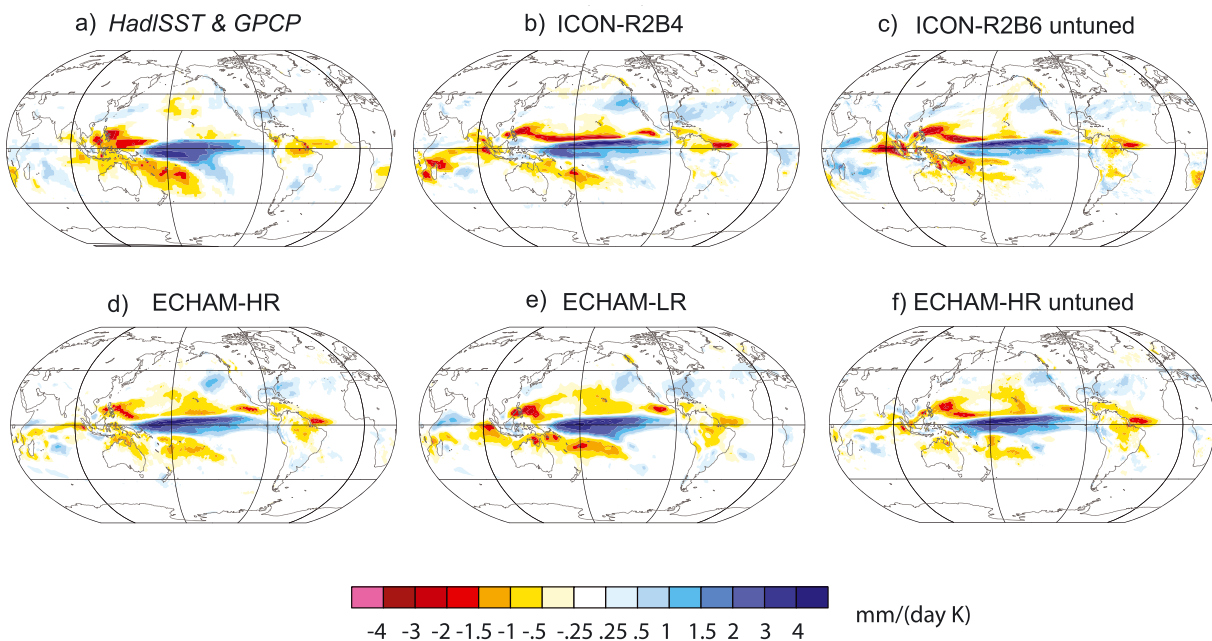 a) HadISST & GPCP
b) ICON-R2B4
c) ICON-R2B6 untuned
d) ECHAM-HR
e) ECHAM-LR
f) ECHAM-HR untuned
-4 -3 -2 -1.5 -1 -.5 -.25 .25 .5 1 1.5 2 3 4 mm/(day K)